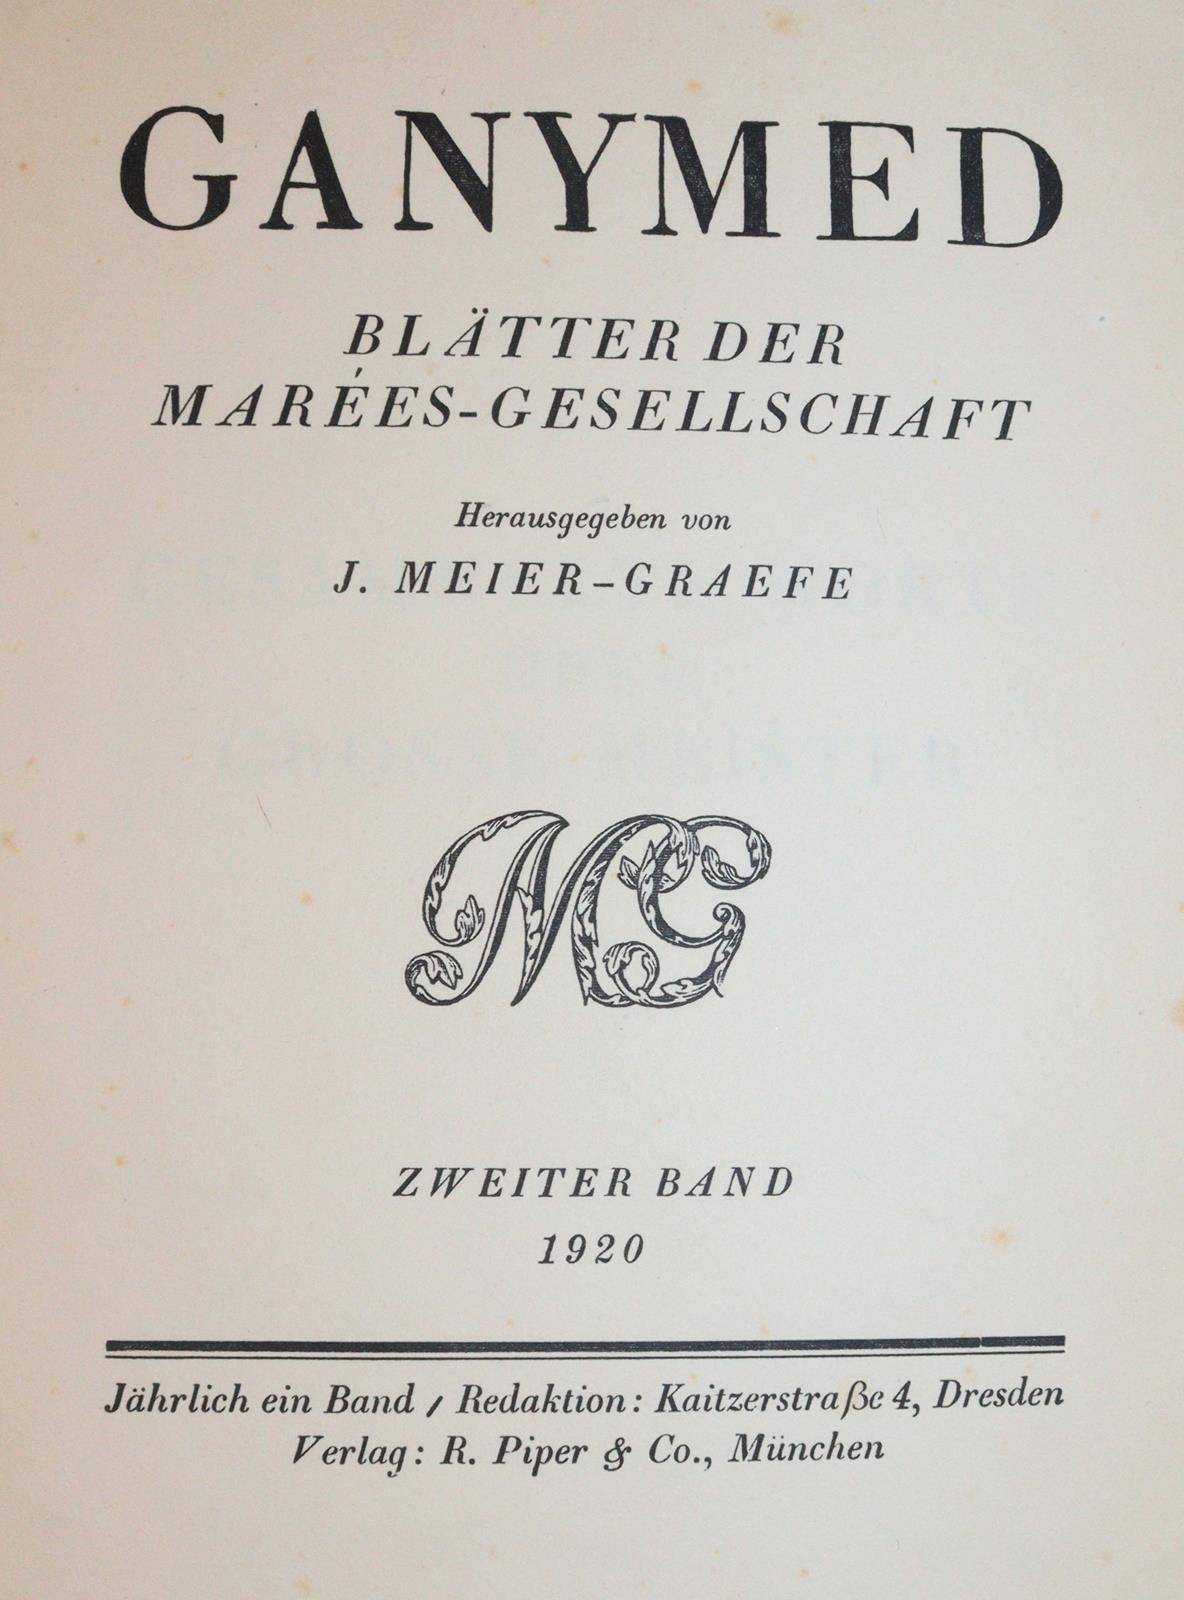 GANYMED
BLÄTTER DER
MARÉES-GESELLSCHAFT
Herausgegeben von
J. MEIER-GRAEFE
MG
ZWEITER BAND
1920
Jährlich ein Band / Redaktion: Kaitzerstraße 4, Dresden
Verlag: R. Piper & Co., München